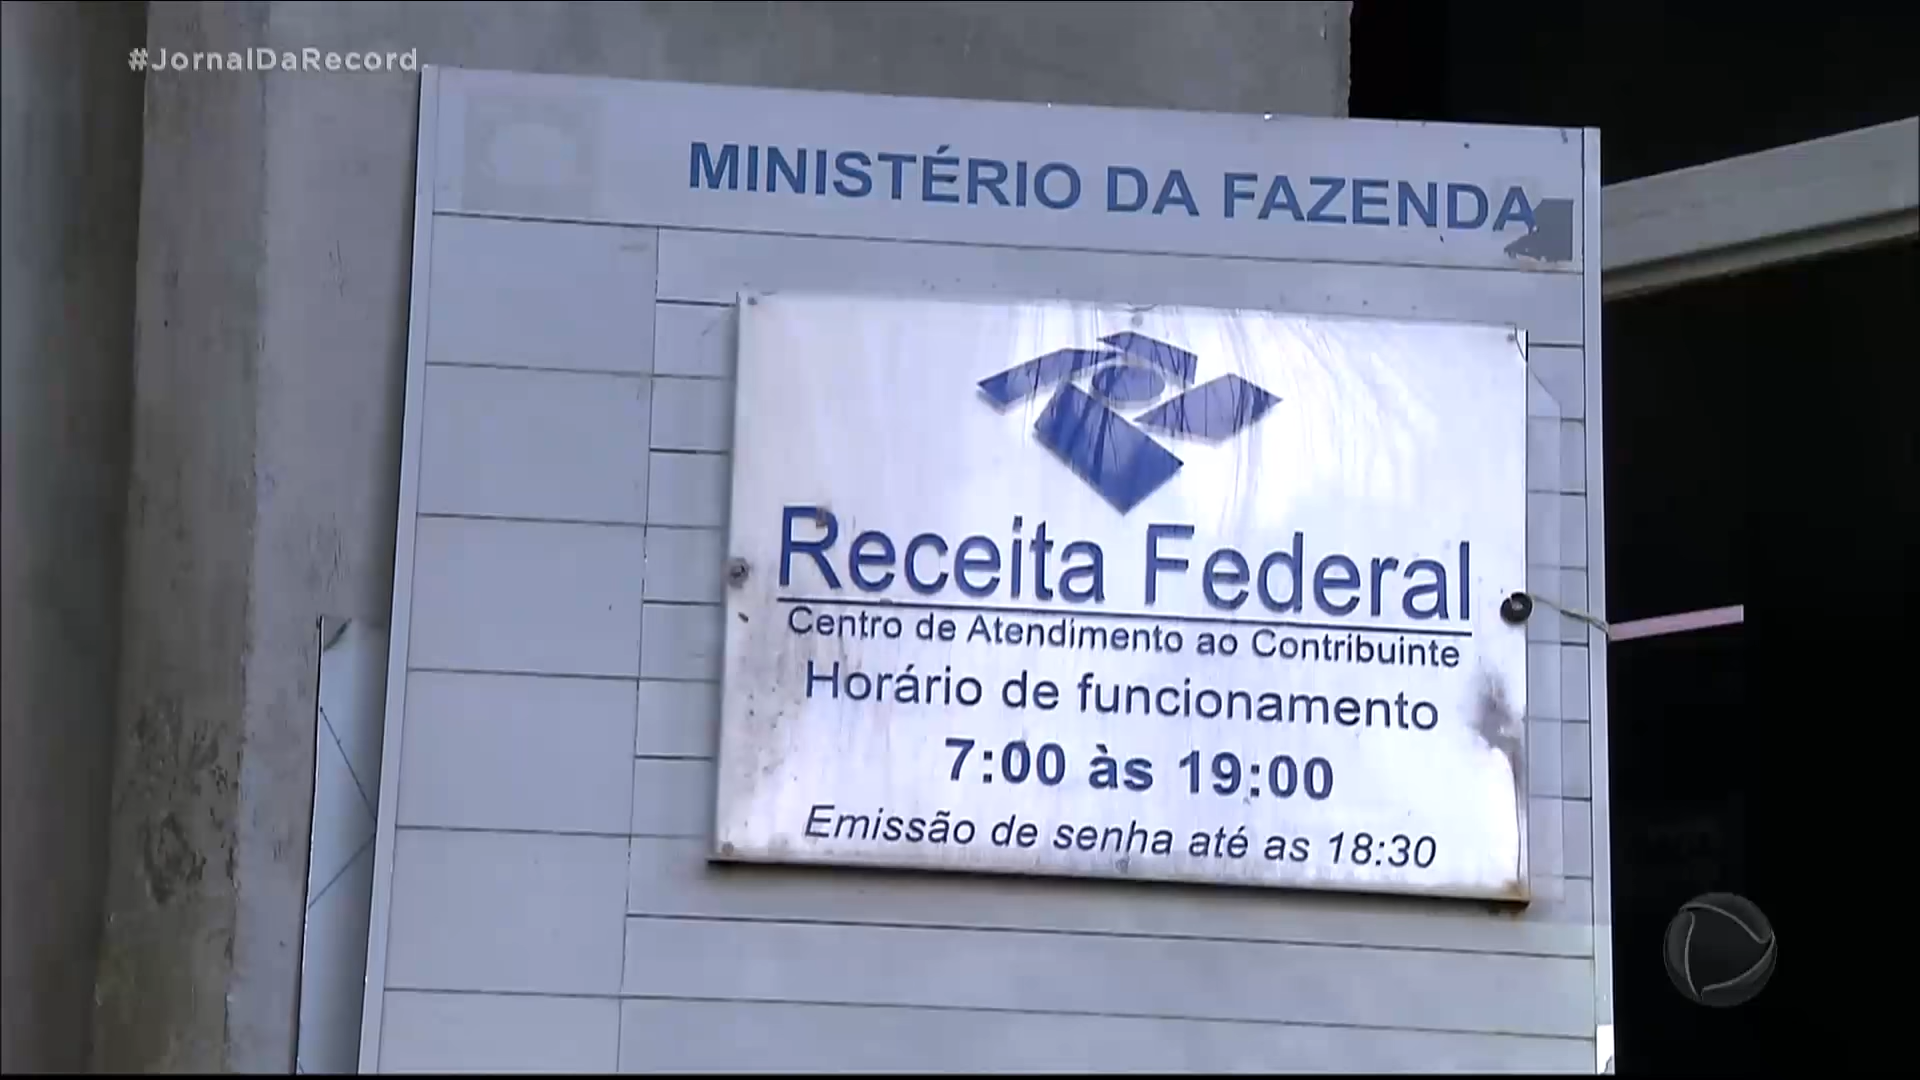 #JornalDaRecord
MINISTÉRIO DA FAZENDA
Receita Federal
Centro de Atendimento ao Contribuinte
Horário de funcionamento
7:00 às 19:00
Emissão de senha até as 18:30